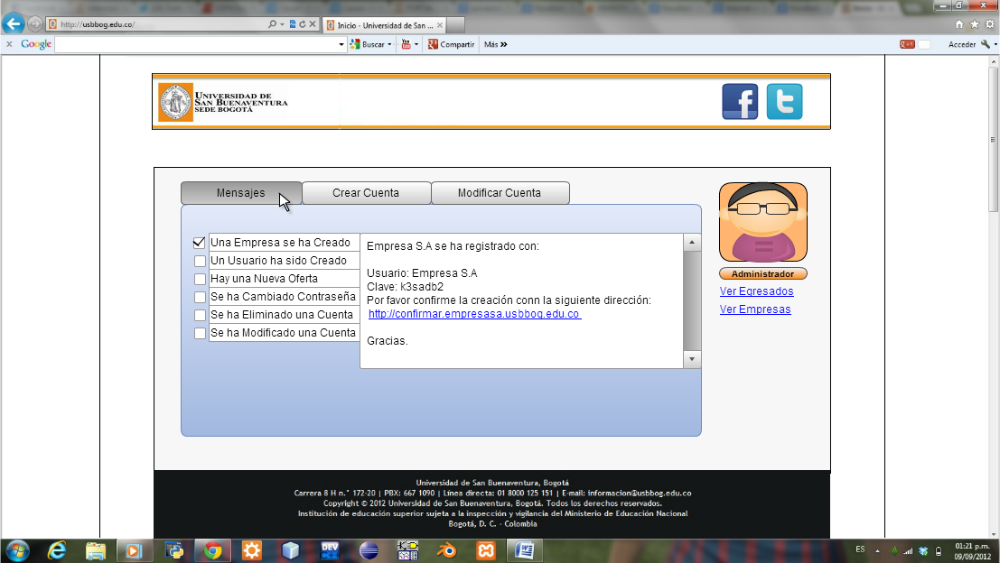 http://usbbog.edu.co/
Inicio - Universidad de San ...
Google
Buscar
You Tube
Compartir
Más »
+1
Acceder
UNIVERSIDAD DE
SAN BUENAVENTURA
SEDE BOGOTÁ
f
t
Mensajes
Crear Cuenta
Modificar Cuenta
Una Empresa se ha Creado
Un Usuario ha sido Creado
Hay una Nueva Oferta
Se ha Cambiado Contraseña
Se ha Eliminado una Cuenta
Se ha Modificado una Cuenta
Empresa S.A se ha registrado con:
Usuario: Empresa S.A
Clave: k3sadb2
Por favor confirme la creación conn la siguiente dirección:
http://confirmar.empresasa.usbbog.edu.co
Gracias.
Administrador
Ver Egresados
Ver Empresas
Universidad de San Buenaventura, Bogotá
Carrera 8 H n.° 172-20 | PBX: 667 1090 | Línea directa: 01 8000 125 151 | E-mail: informacion@usbbog.edu.co
Copyright © 2012 Universidad de San Buenaventura, Bogotá. Todos los derechos reservados.
Institución de educación superior sujeta a la inspección y vigilancia del Ministerio de Educación Nacional
Bogotá, D. C. - Colombia
DEV
ES
01:21 p.m.
09/09/2012